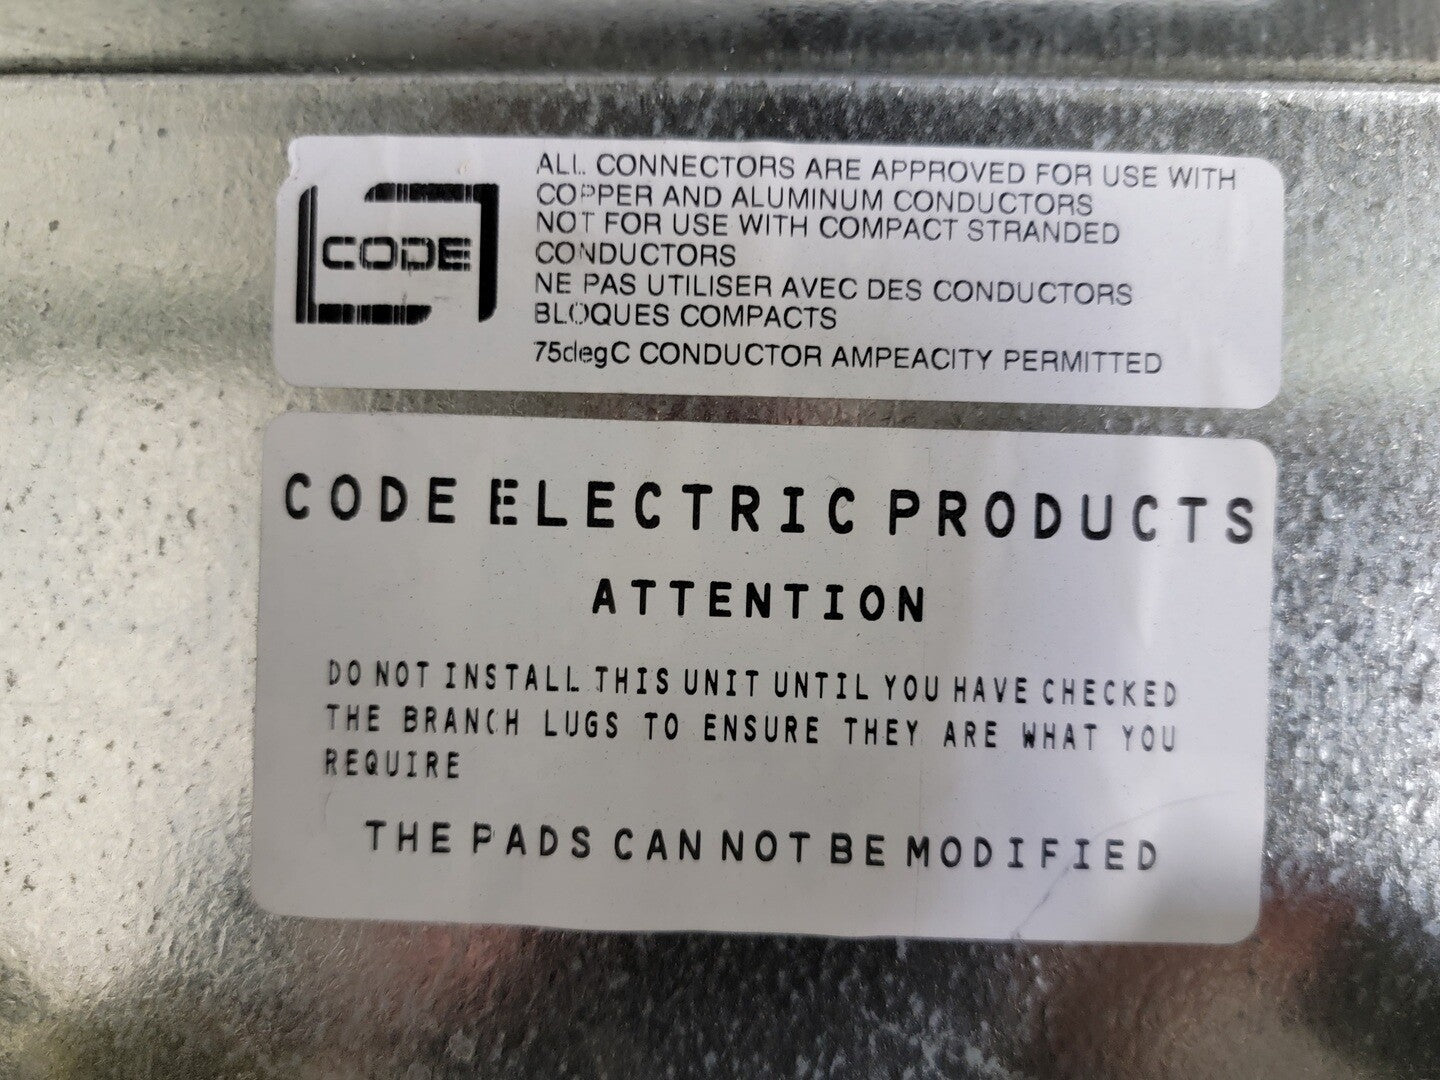 CODE
ALL CONNECTORS ARE APPROVED FOR USE WITH
COPPER AND ALUMINUM CONDUCTORS
NOT FOR USE WITH COMPACT STRANDED
CONDUCTORS
NE PAS UTILISER AVEC DES CONDUCTORS
BLOQUES COMPACTS
75degC CONDUCTOR AMPEACITY PERMITTED
CODE ELECTRIC PRODUCTS
ATTENTION
DO NOT INSTALL THIS UNIT UNTIL YOU HAVE CHECKED
THE BRANCH LUGS TO ENSURE THEY ARE WHAT YOU
REQUIRE
THE PADS CAN NOT BE MODIFIED